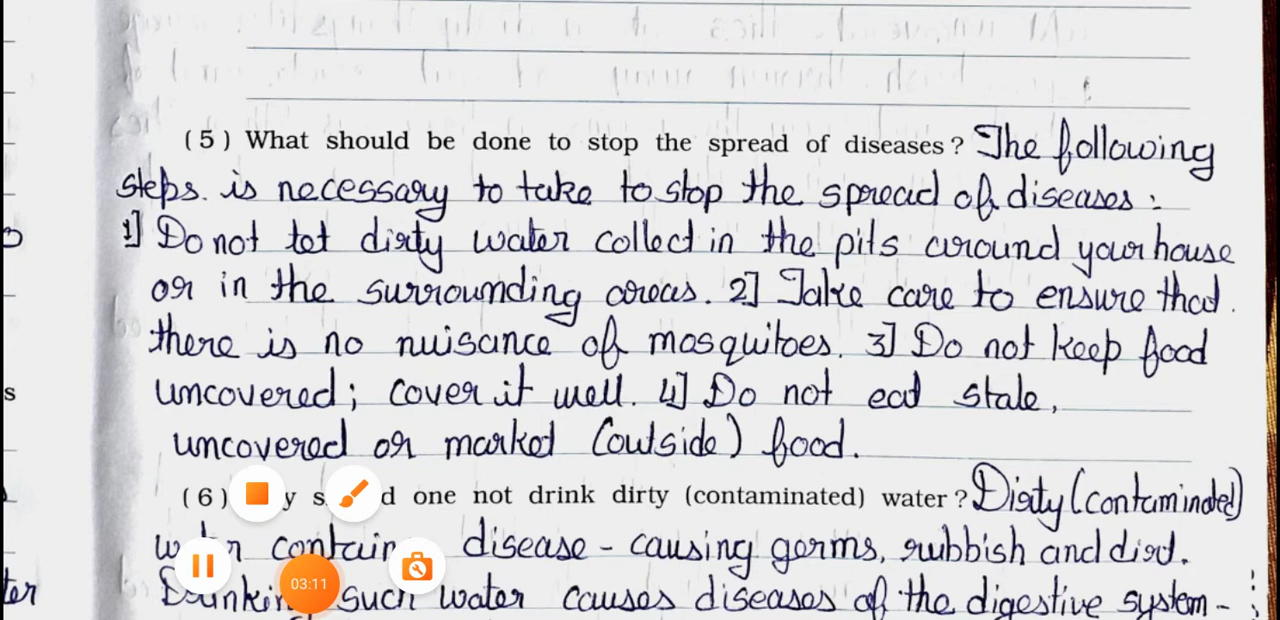 (5) What should be done to stop the spread of diseases? The following
steps. is necessary to take to stop the spread of diseases :
1] Do not tet dirty water collect in the pits around your house
or in the surrounding areas. 2] Take care to ensure that.
there is no nuisance of mosquitoes. 3] Do not keep food
uncovered; cover it well. 4] Do not eat stale,
uncovered or market (outside) food.
(6) y s d one not drink dirty (contaminated) water? Dirty (contaminated)
water contain disease-causing germs, rubbish and dirt.
s
ter Drinkin such water causes diseases of the digestive system-
03:11